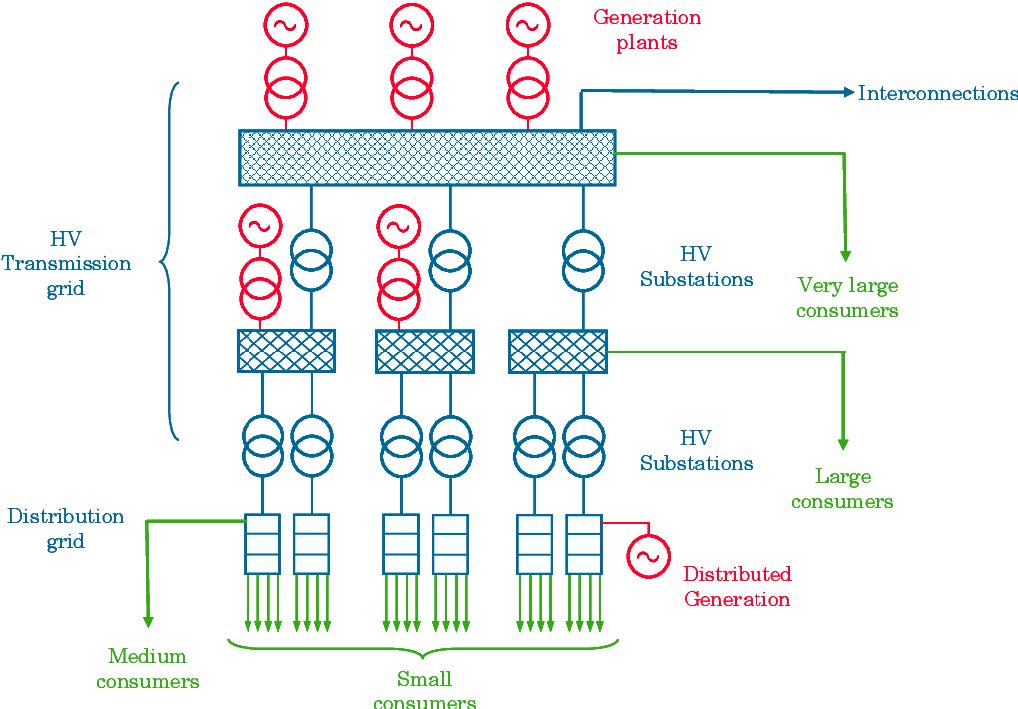 Generation
plants
Interconnections
HV
Transmission
grid
HV
Substations
Very large
consumers
HV
Substations
Large
consumers
Distribution
grid
Distributed
Generation
Medium
consumers
Small
consumers